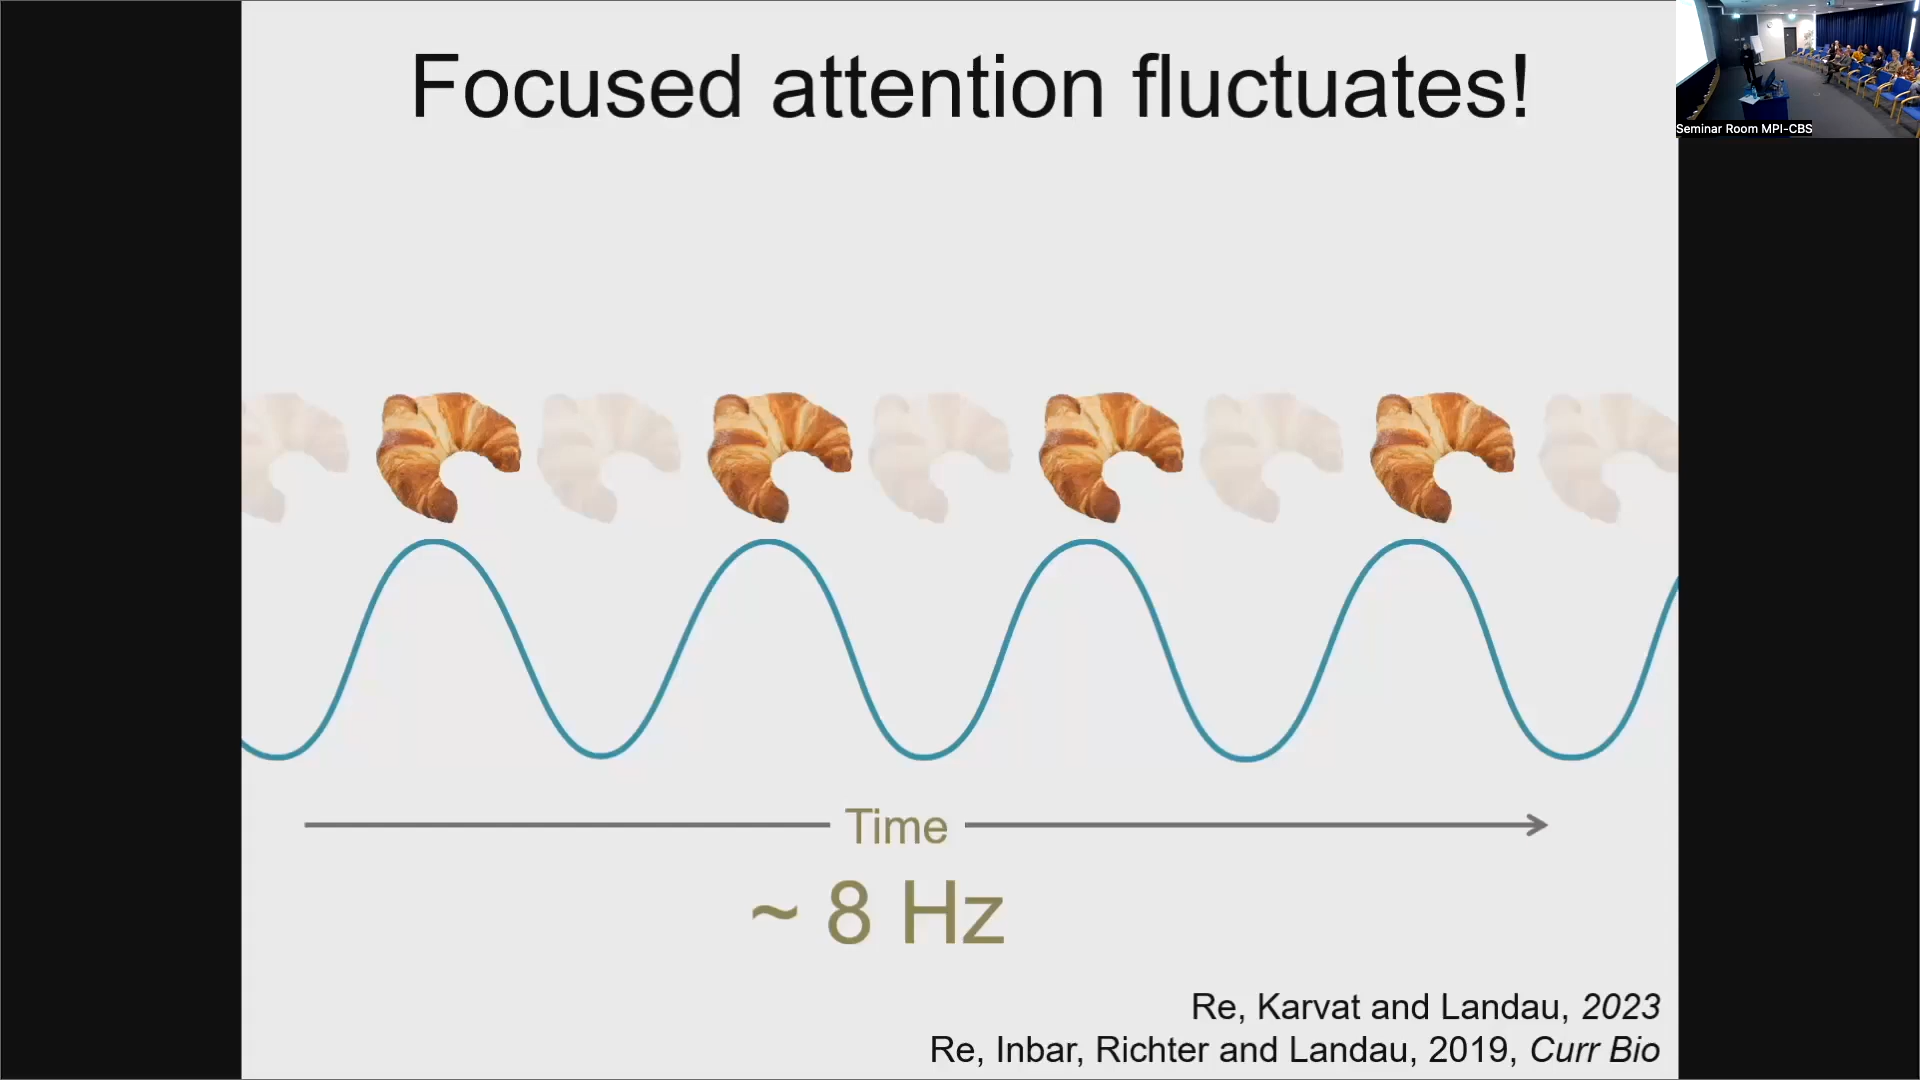 Focused attention fluctuates!
Seminar Room MPI-CBS
Time
~ 8 Hz
Re, Karvat and Landau, 2023
Re, Inbar, Richter and Landau, 2019, Curr Bio